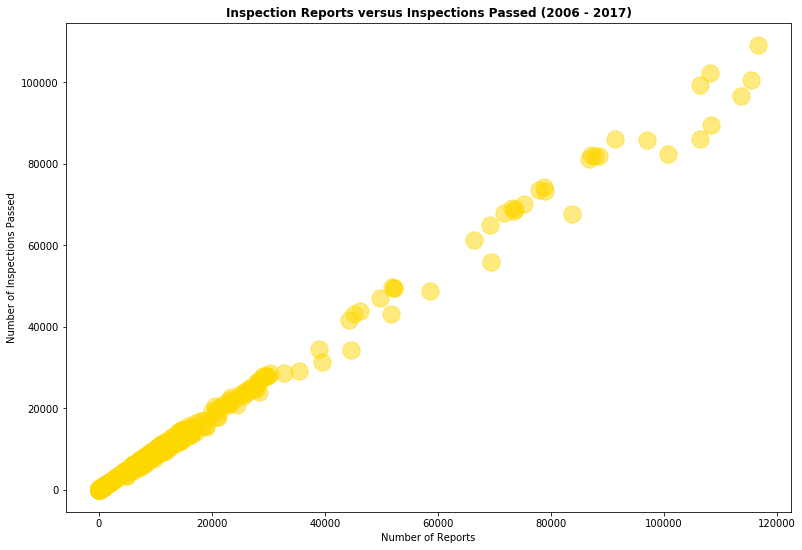 Inspection Reports versus Inspections Passed (2006 - 2017)
Number of Inspections Passed
100000
80000
60000
40000
20000
0
0 20000 40000 60000 80000 100000 120000
Number of Reports